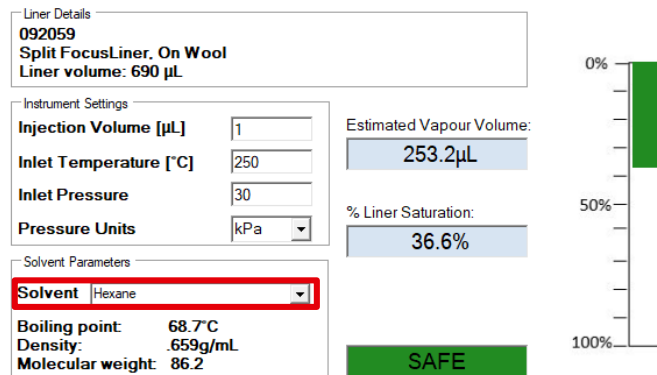 Liner Details
092059
Split FocusLiner, On Wool
Liner volume: 690 µL
Instrument Settings
Injection Volume [µL] 1
Inlet Temperature [°C] 250
Inlet Pressure 30
Pressure Units kPa
Estimated Vapour Volume:
253.2µL
% Liner Saturation:
36.6%
Solvent Parameters
Solvent Hexane
Boiling point: 68.7°C
Density: .659g/mL
Molecular weight: 86.2
SAFE
0%
50%
100%